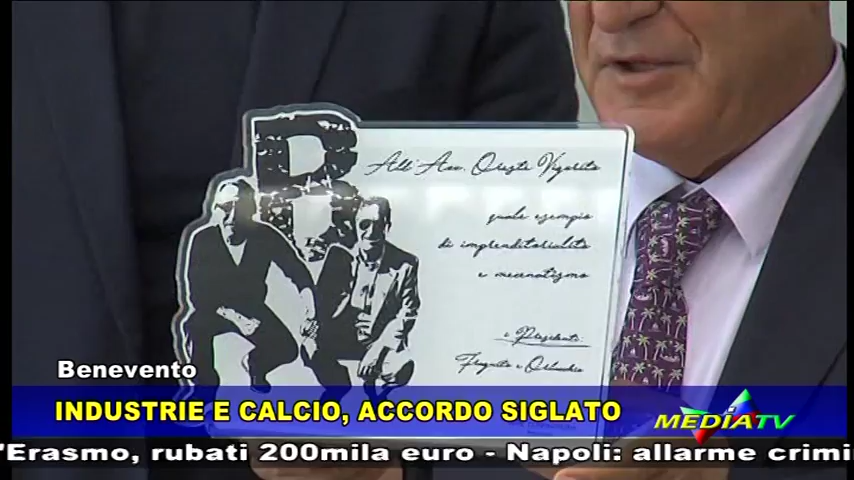 All'Avv. Oreste Vigorito
quale esempio
di imprenditorialità
e mecenatismo
i Presidenti:
Benevento
INDUSTRIE E CALCIO, ACCORDO SIGLATO
MEDIATV
'Erasmo, rubati 200mila euro - Napoli: allarme crimi